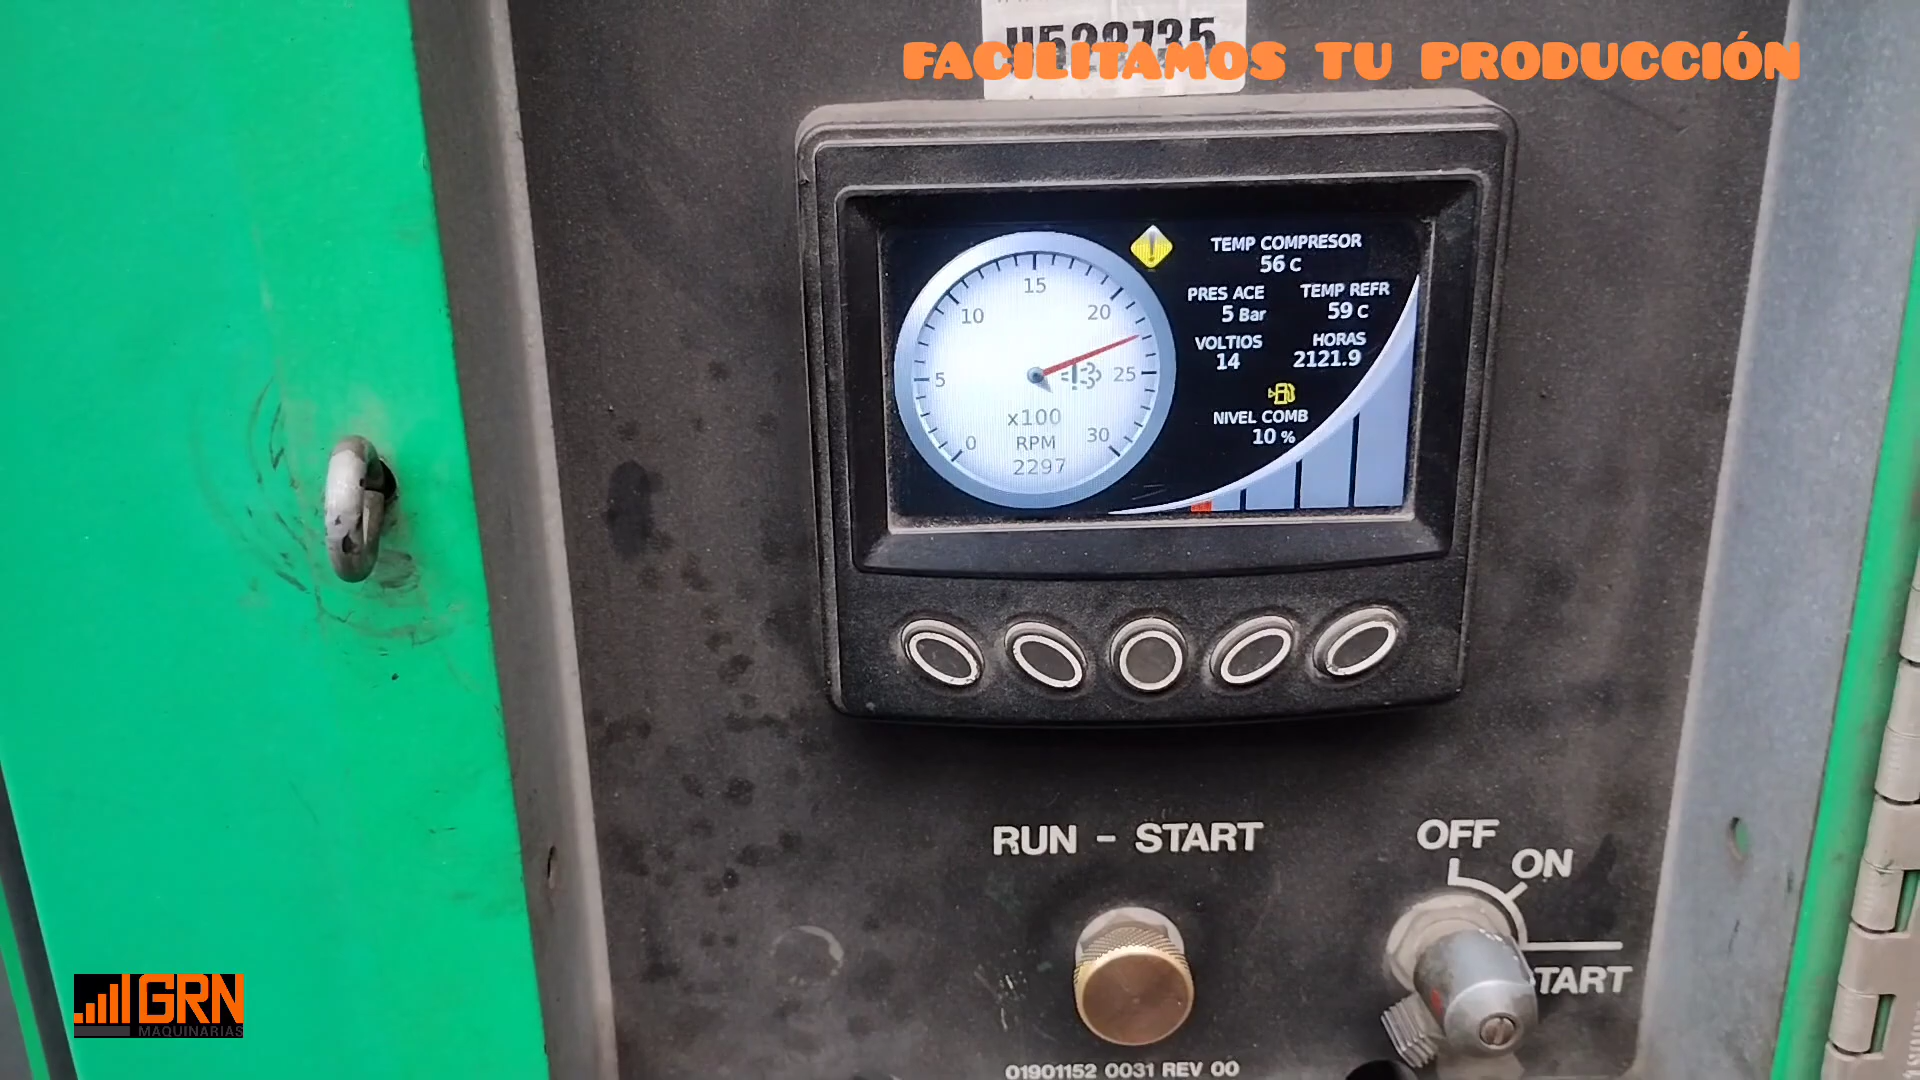 FACILITAMOS TU PRODUCCIÓN
TEMP COMPRESOR
56 C
PRES ACE
5 Bar
TEMP REFR
59 C
VOLTIOS
14
HORAS
2121.9
NIVEL COMB
10 %
0
5
10
15
20
25
30
x100
RPM
2297
RUN - START
OFF
ON
01901152 0031 REV 00
GRN
MAQUINARIAS